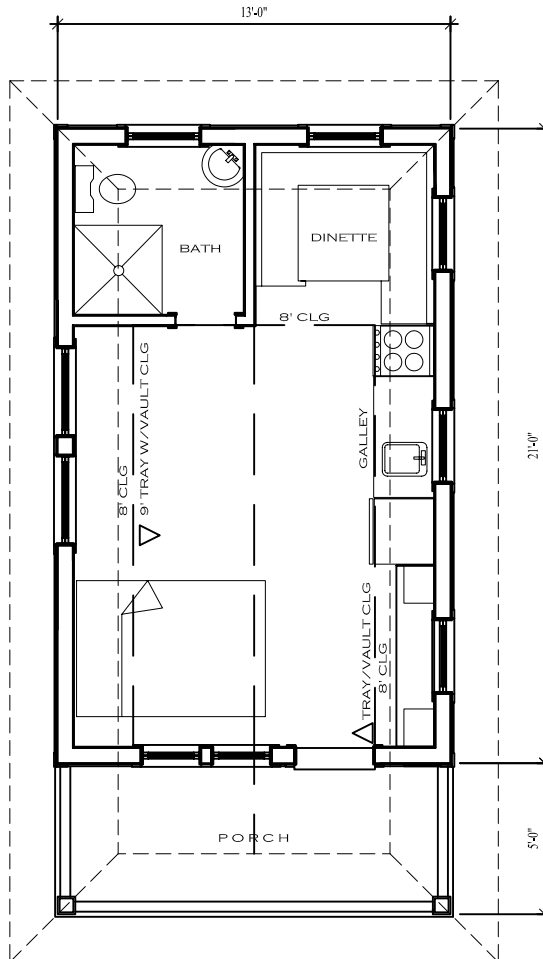 13'-0"
BATH
DINETTE
8' CLG
8' CLG
9' TRAY W/VAULT CLG
GALLEY
21'-0"
TRAY/VAULT CLG
8' CLG
PORCH
5'-0"